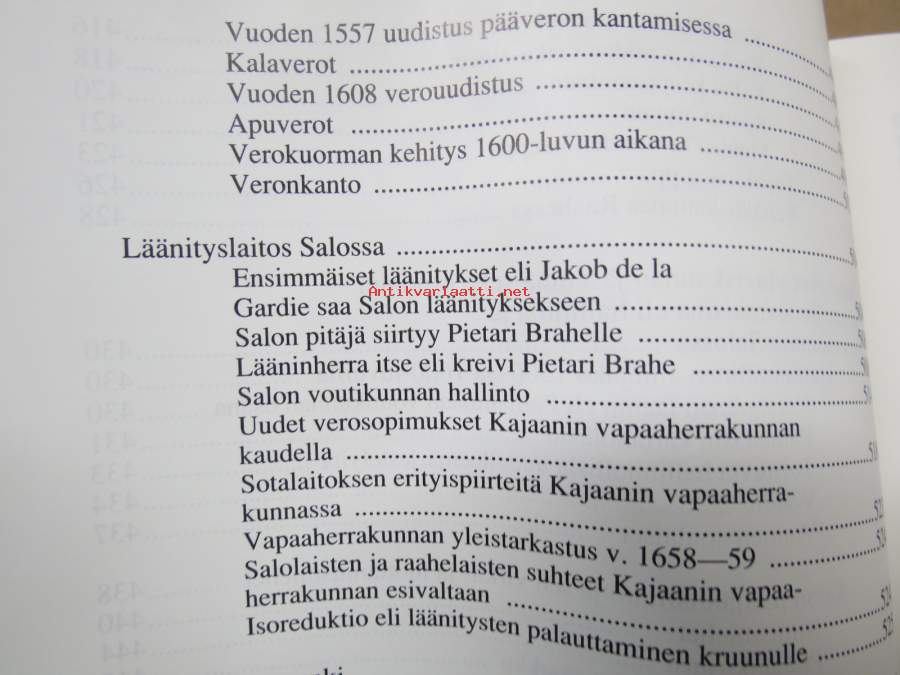 Vuoden 1557 uudistus pääveron kantamisessa
Kalaverot
Vuoden 1608 verouudistus
Apuverot
Verokuorman kehitys 1600-luvun aikana
Veronkanto
Läänityslaitos Salossa
Ensimmäiset läänitykset eli Jakob de la
Antikvariaatti.net
Gardie saa Salon läänityksekseen
Salon pitäjä siirtyy Pietari Brahelle
Lääninherra itse eli kreivi Pietari Brahe
Salon voutikunnan hallinto
Uudet verosopimukset Kajaanin vapaaherrakunnan
kaudella
Sotalaitoksen erityispiirteitä Kajaanin vapaaherra-
kunnassa
Vapaaherrakunnan yleistarkastus v. 1658—59
Salolaisten ja raahelaisten suhteet Kajaanin vapaa-
herrakunnan esivaltaan
Isoreduktio eli läänitysten palauttaminen kruunulle